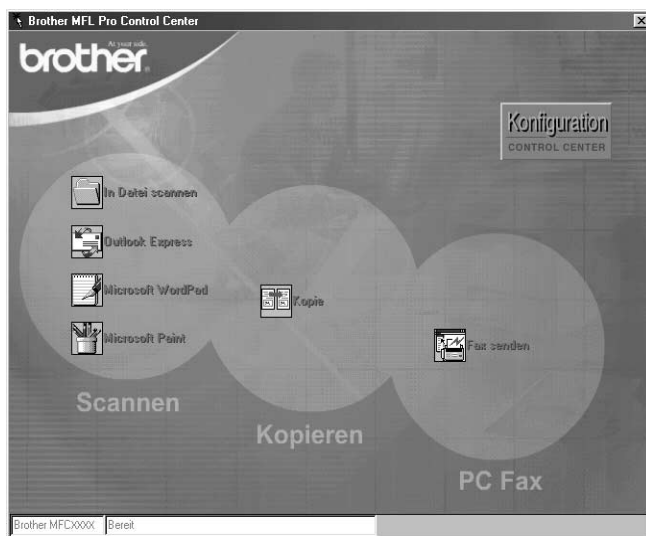 Brother MFL Pro Control Center
At your side.
brother.
Konfiguration
CONTROL CENTER
In Datei scannen
Outlook Express
Microsoft WordPad
Microsoft Paint
Scannen
Kopie
Kopieren
Fax senden
PC Fax
Brother MFCXXXX
Bereit